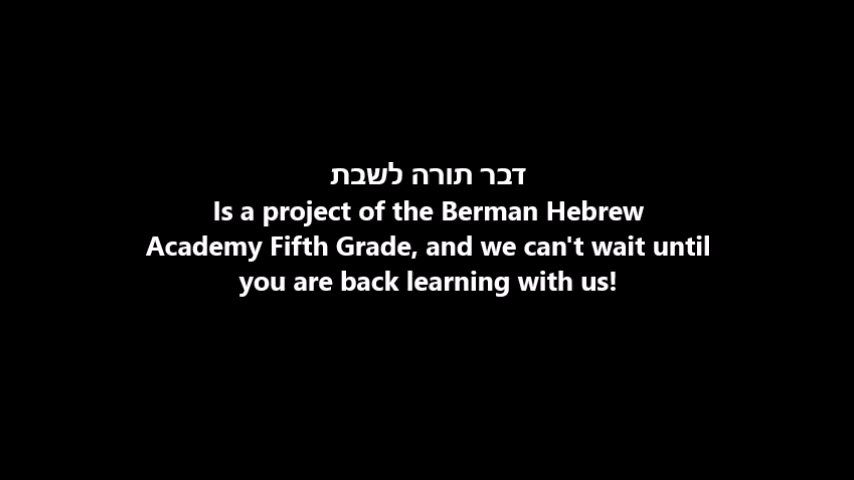 דבר תורה לשבת
Is a project of the Berman Hebrew
Academy Fifth Grade, and we can't wait until
you are back learning with us!